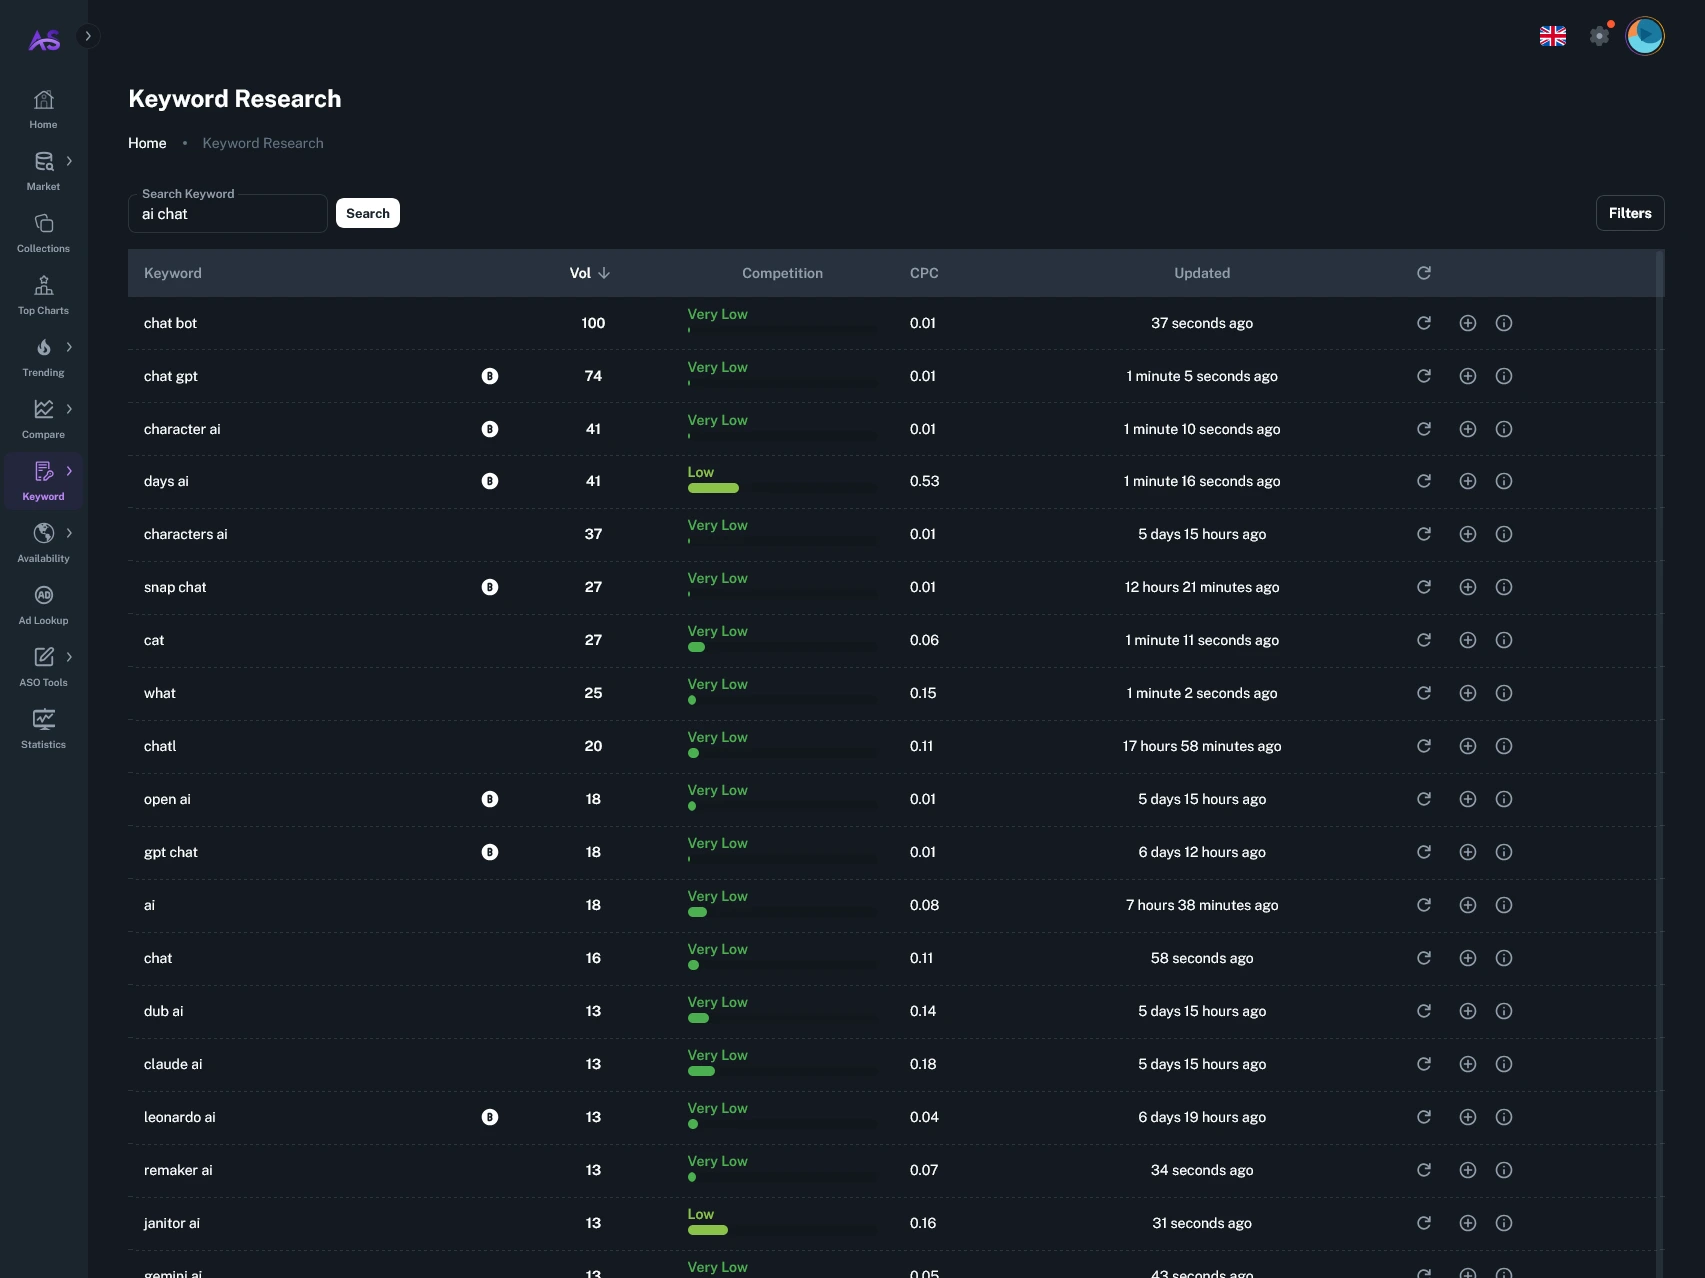 AS
Home
Market
Collections
Top Charts
Trending
Compare
Keyword
Availability
AD
Ad Lookup
ASO Tools
Statistics
Keyword Research
Home • Keyword Research
Search Keyword
ai chat
Search
Filters
Keyword Vol Competition CPC Updated
chat bot 100 Very Low 0.01 37 seconds ago
chat gpt B 74 Very Low 0.01 1 minute 5 seconds ago
character ai B 41 Very Low 0.01 1 minute 10 seconds ago
days ai B 41 Low 0.53 1 minute 16 seconds ago
characters ai 37 Very Low 0.01 5 days 15 hours ago
snap chat B 27 Very Low 0.01 12 hours 21 minutes ago
cat 27 Very Low 0.06 1 minute 11 seconds ago
what 25 Very Low 0.15 1 minute 2 seconds ago
chatl 20 Very Low 0.11 17 hours 58 minutes ago
open ai B 18 Very Low 0.01 5 days 15 hours ago
gpt chat B 18 Very Low 0.01 6 days 12 hours ago
ai 18 Very Low 0.08 7 hours 38 minutes ago
chat 16 Very Low 0.11 58 seconds ago
dub ai 13 Very Low 0.14 5 days 15 hours ago
claude ai 13 Very Low 0.18 5 days 15 hours ago
leonardo ai B 13 Very Low 0.04 6 days 19 hours ago
remaker ai 13 Very Low 0.07 34 seconds ago
janitor ai 13 Low 0.16 31 seconds ago
gemini ai 13 Very Low 0.05 43 seconds ago